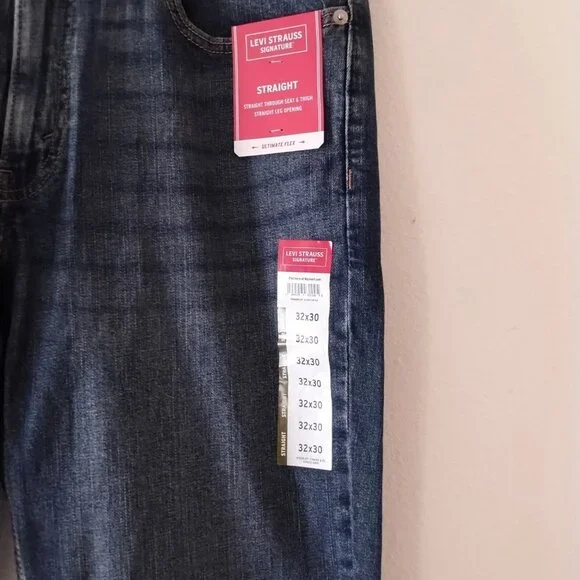 LEVI STRAUSS
SIGNATURE
STRAIGHT
STRAIGHT THROUGH SEAT & THIGH
STRAIGHT LEG OPENING
← ULTIMATE FLEX →
LEVI STRAUSS
SIGNATURE
32x30
32x30
32x30
32x30
32x30
32x30
32x30
STRAIGHT
STRAIGHT